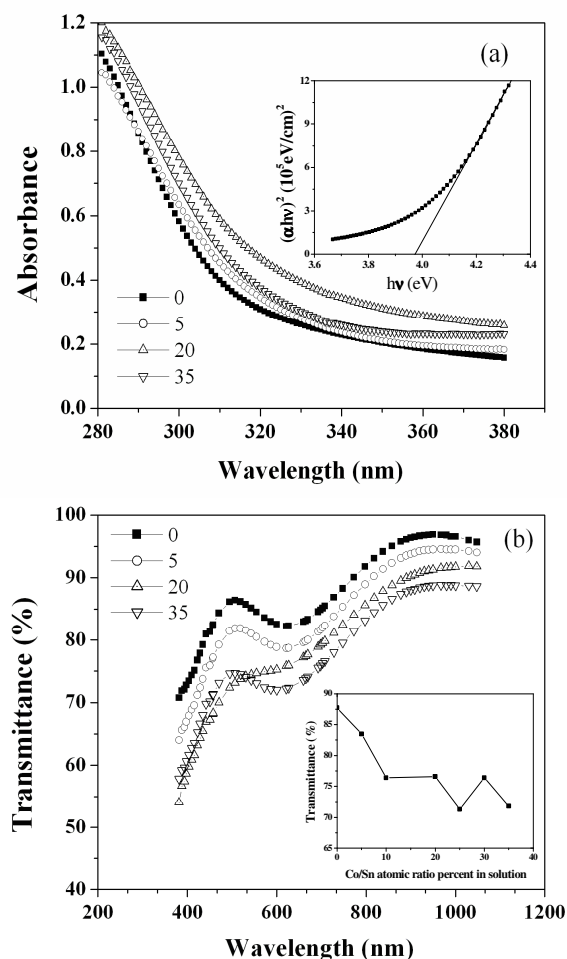 (a)
1.2
1.0
0.8
0.6
0.4
0.2
0.0
Absorbance
12
9
6
3
0
(αhν)² (10⁵eV/cm)²
3.6 3.8 4.0 4.2 4.4
hν (eV)
0
5
20
35
280 300 320 340 360 380
Wavelength (nm)
(b)
100
90
80
70
60
50
40
Transmittance (%)
0
5
20
35
90
85
80
75
70
65
Transmittance (%)
0 10 20 30 40
Co/Sn atomic ratio percent in solution
200 400 600 800 1000 1200
Wavelength (nm)